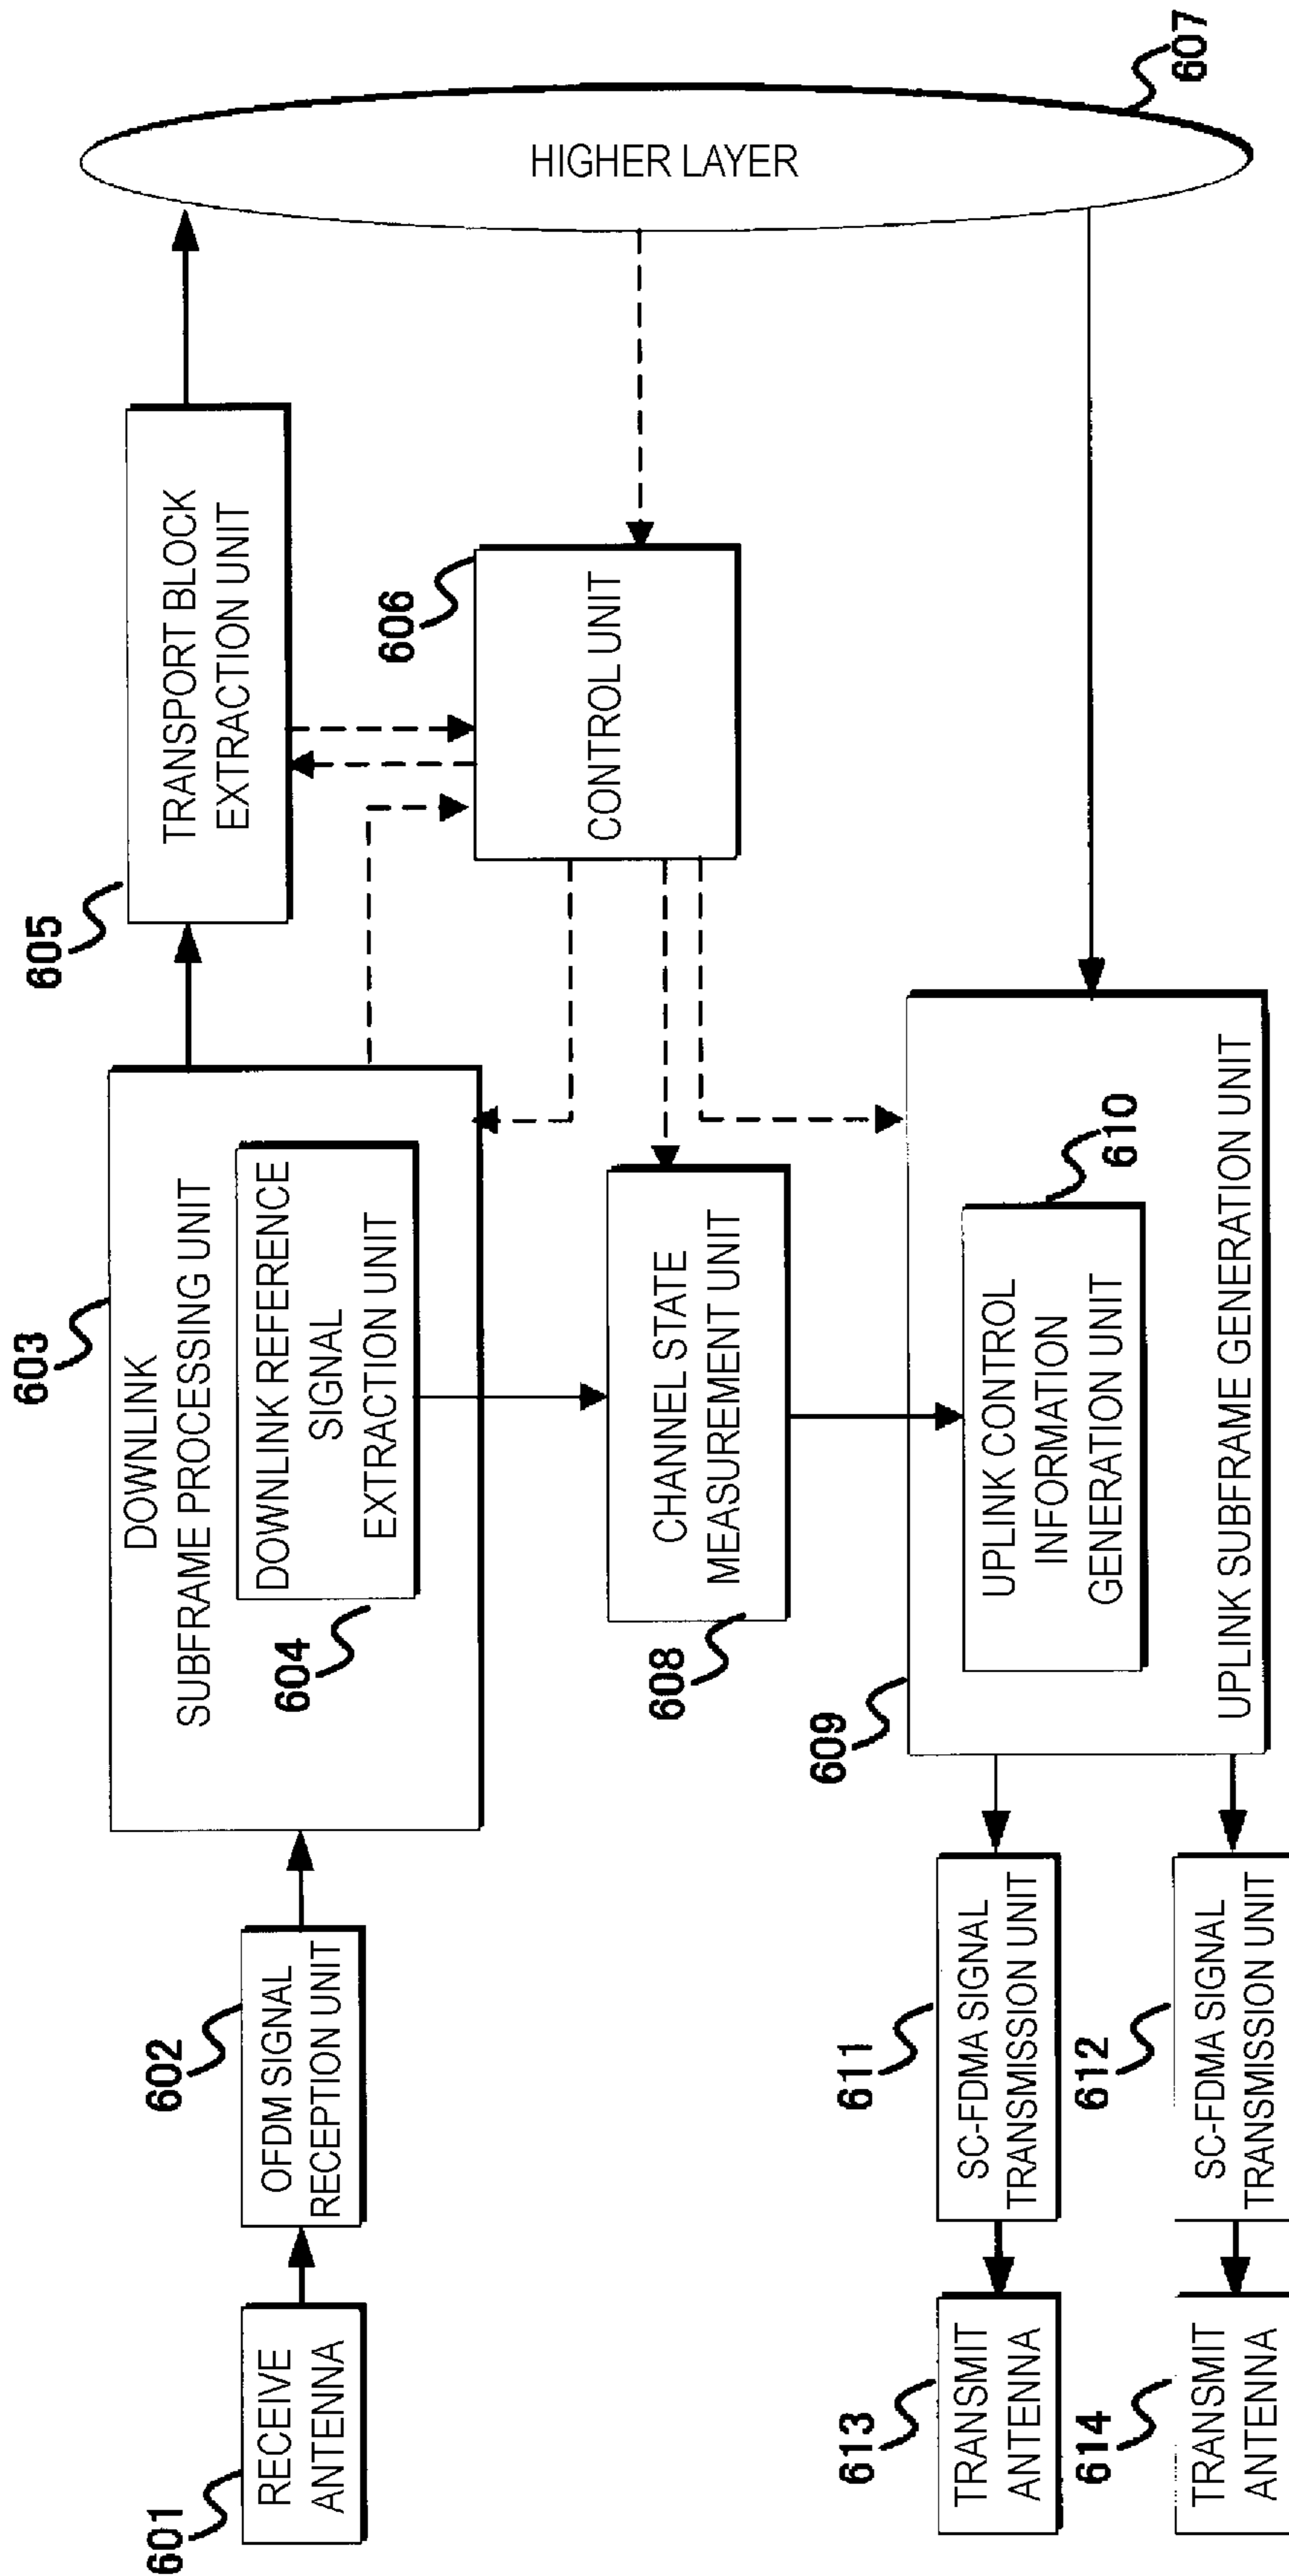 601
RECEIVE
ANTENNA
602
OFDM SIGNAL
RECEPTION UNIT
603
DOWNLINK
SUBFRAME PROCESSING UNIT
604
DOWNLINK REFERENCE
SIGNAL
EXTRACTION UNIT
605
TRANSPORT BLOCK
EXTRACTION UNIT
606
CONTROL UNIT
HIGHER LAYER
607
608
CHANNEL STATE
MEASUREMENT UNIT
609
610
UPLINK CONTROL
INFORMATION
GENERATION UNIT
UPLINK SUBFRAME GENERATION UNIT
611
SC-FDMA SIGNAL
TRANSMISSION UNIT
612
SC-FDMA SIGNAL
TRANSMISSION UNIT
613
TRANSMIT
ANTENNA
614
TRANSMIT
ANTENNA